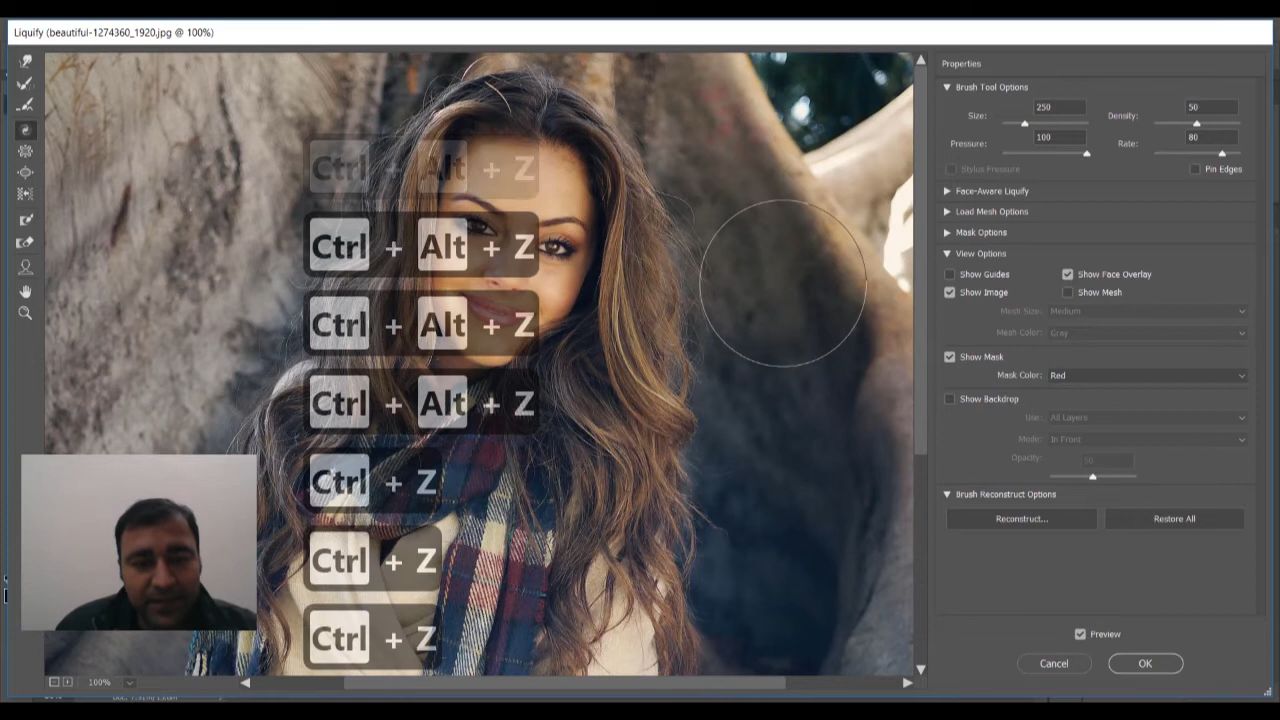 Liquify (beautiful-1274360_1920.jpg @ 100%)
Properties
Brush Tool Options
Size: 250 Density: 50
Pressure: 100 Rate: 80
Stylus Pressure Pin Edges
Face-Aware Liquify
Load Mesh Options
Mask Options
View Options
Show Guides Show Face Overlay
Show Image Show Mesh
Mesh Size: Medium
Mesh Color: Gray
Show Mask
Mask Color: Red
Show Backdrop
Use: All Layers
Mode: In Front
Opacity: 50
Brush Reconstruct Options
Reconstruct... Restore All
Preview
Cancel OK
Ctrl + Alt + Z
Ctrl + Alt + Z
Ctrl + Alt + Z
Ctrl + Alt + Z
Ctrl + Z
Ctrl + Z
Ctrl + Z
100%